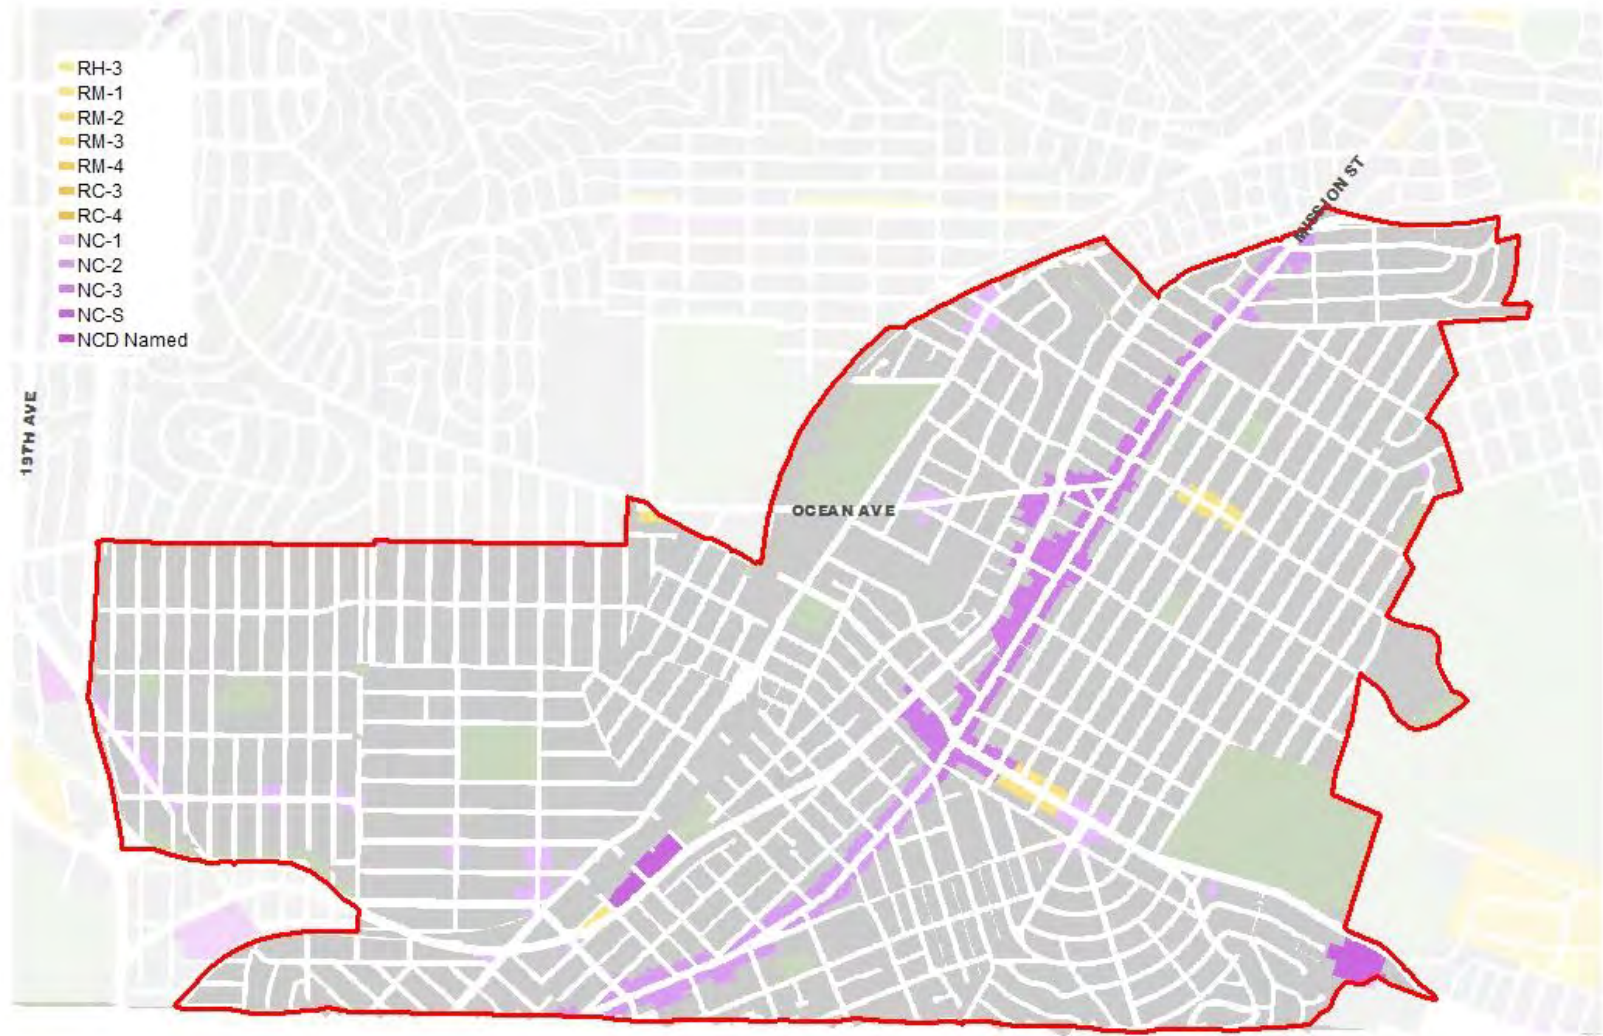 RH-3
RM-1
RM-2
RM-3
RM-4
RC-3
RC-4
NC-1
NC-2
NC-3
NC-S
NCD Named
MISSION ST
19TH AVE
OCEAN AVE